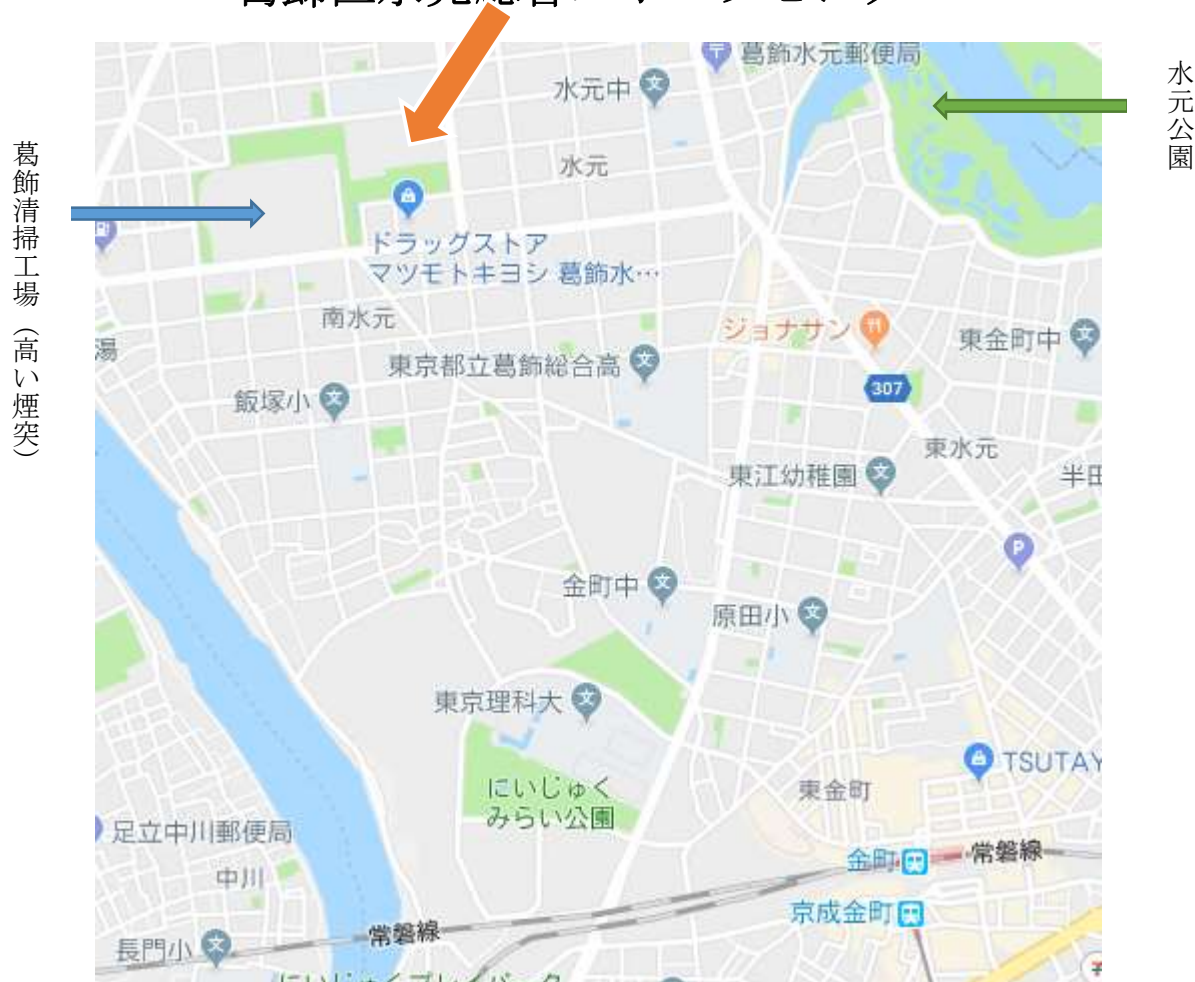 水元公園
葛飾清掃工場（高い煙突）
葛飾水元郵便局
水元中
水元
ドラッグストア
マツモトキヨシ 葛飾水…
南水元
湯
東京都立葛飾総合高
飯塚小
ジョナサン
東金町中
307
東水元
東江幼稚園
半田
P
金町中
原田小
東京理科大
にいじゅく
みらい公園
TSUTAY
東金町
足立中川郵便局
中川
金町
常磐線
京成金町
常磐線
長門小